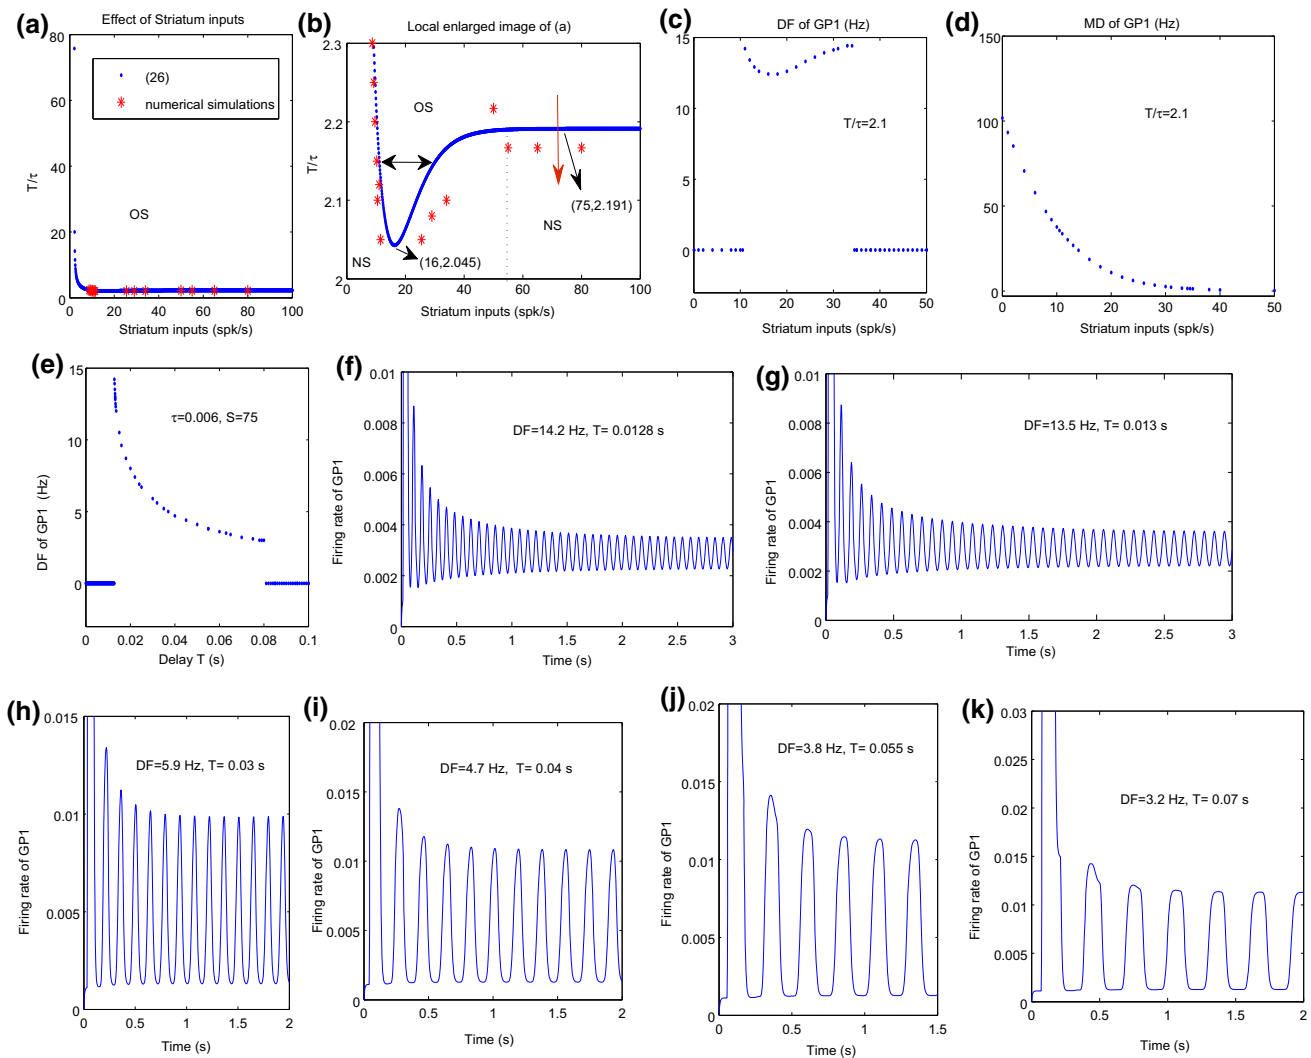 (a)
Effect of Striatum inputs
80
60
40
20
0
T/τ
(26)
numerical simulations
OS
0 20 40 60 80 100
Striatum inputs (spk/s)
(b)
Local enlarged image of (a)
2.3
2.2
2.1
2
T/τ
OS
(75,2.191)
NS
NS
(16,2.045)
0 20 40 60 80 100
Striatum inputs (spk/s)
(c)
DF of GP1 (Hz)
15
10
5
0
T/τ=2.1
0 10 20 30 40 50
Striatum inputs (spk/s)
(d)
MD of GP1 (Hz)
150
100
50
0
T/τ=2.1
0 10 20 30 40 50
Striatum inputs (spk/s)
(e)
15
10
5
0
DF of GP1 (Hz)
τ=0.006, S=75
0 0.02 0.04 0.06 0.08 0.1
Delay T (s)
(f)
0.01
0.008
0.006
0.004
0.002
0
Firing rate of GP1
DF=14.2 Hz, T= 0.0128 s
0 0.5 1 1.5 2 2.5 3
Time (s)
(g)
0.01
0.008
0.006
0.004
0.002
0
Firing rate of GP1
DF=13.5 Hz, T= 0.013 s
0 0.5 1 1.5 2 2.5 3
Time (s)
(h)
0.015
0.01
0.005
0
Firing rate of GP1
DF=5.9 Hz, T= 0.03 s
0 0.5 1 1.5 2
Time (s)
(i)
0.02
0.015
0.01
0.005
0
Firing rate of GP1
DF=4.7 Hz, T= 0.04 s
0 0.5 1 1.5 2
Time (s)
(j)
0.02
0.015
0.01
0.005
0
Firing rate of GP1
DF=3.8 Hz, T= 0.055 s
0 0.5 1 1.5
Time (s)
(k)
0.03
0.025
0.02
0.015
0.01
0.005
0
Firing rate of GP1
DF=3.2 Hz, T= 0.07 s
0 0.5 1 1.5 2
Time (s)